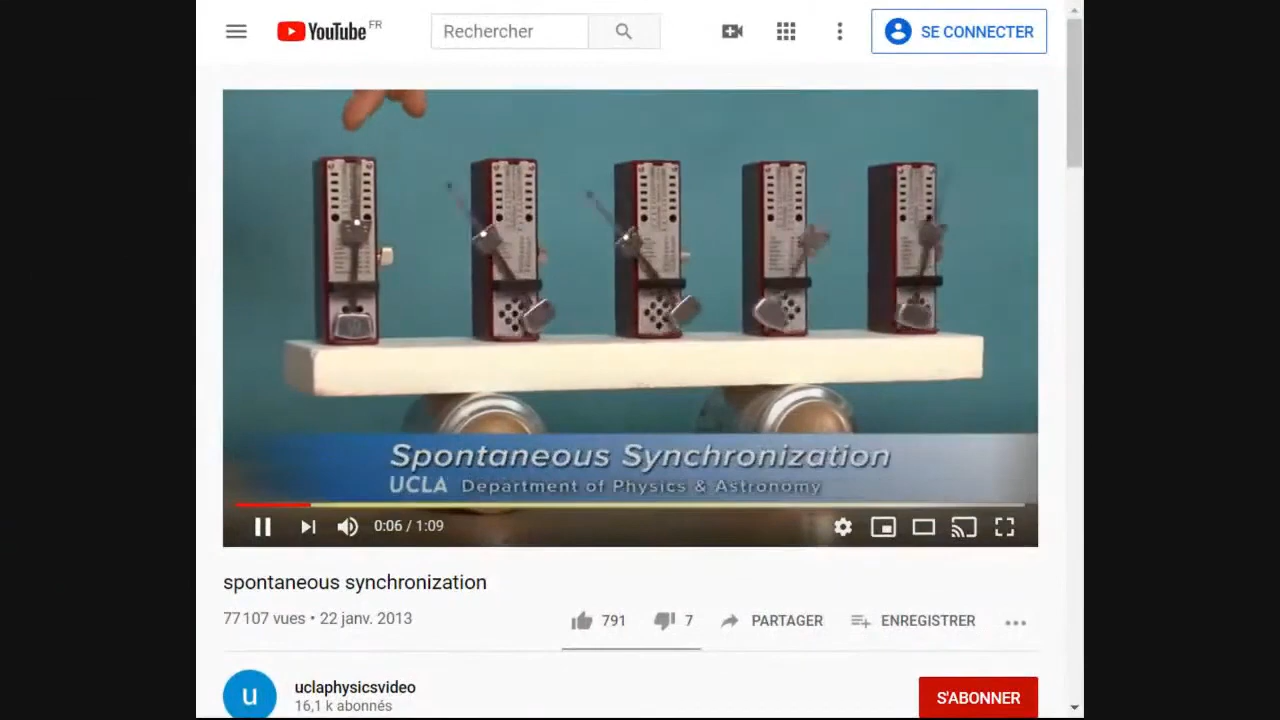 YouTube FR
Rechercher
SE CONNECTER
Spontaneous Synchronization
UCLA Department of Physics & Astronomy
0:06 / 1:09
spontaneous synchronization
77 107 vues • 22 janv. 2013
791
7
PARTAGER
ENREGISTRER
u
uclaphysicsvideo
16,1 k abonnés
S'ABONNER